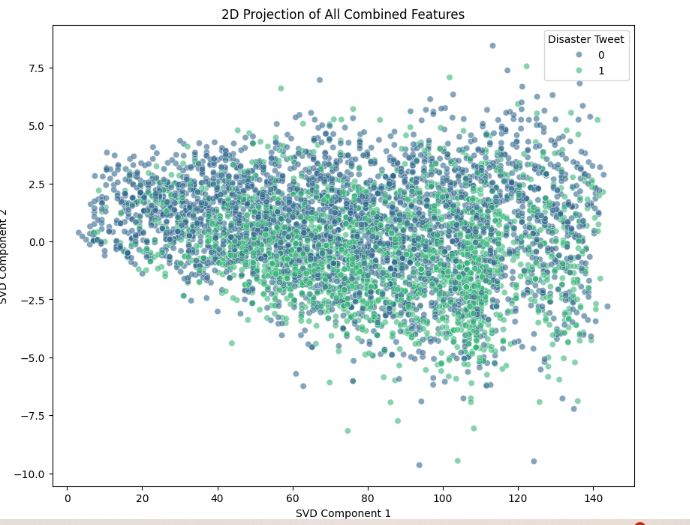 2D Projection of All Combined Features
Disaster Tweet
0
1
7.5
5.0
2.5
0.0
−2.5
−5.0
−7.5
−10.0
SVD Component 2
0 20 40 60 80 100 120 140
SVD Component 1